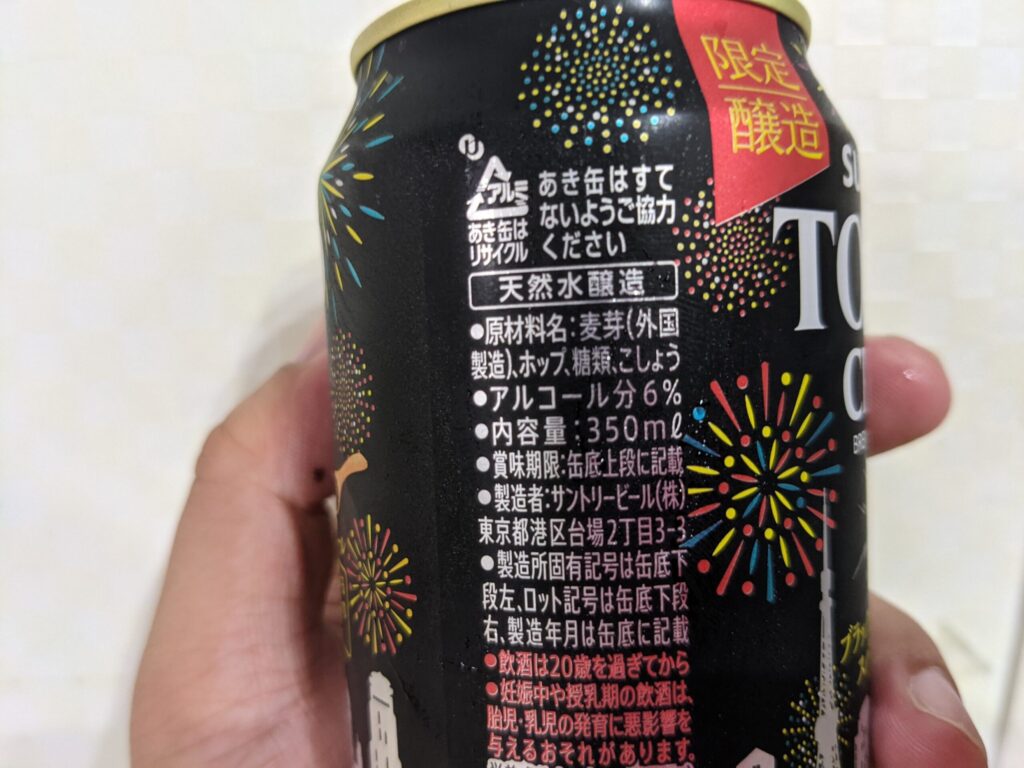 限定
醸造
アルミ
あき缶は
リサイクル
あき缶はすて
ないようご協力
ください
天然水醸造
●原材料名:麦芽(外国
製造)、ホップ、糖類、こしょう
●アルコール分6%
●内容量:350mℓ
●賞味期限:缶底上段に記載
●製造者:サントリービール(株)
東京都港区台場2丁目3-3
●製造所固有記号は缶底下
段左、ロット記号は缶底下段
右、製造年月は缶底に記載
●飲酒は20歳を過ぎてから
●妊娠中や授乳期の飲酒は、
胎児・乳児の発育に悪影響を
与えるおそれがあります。
TO